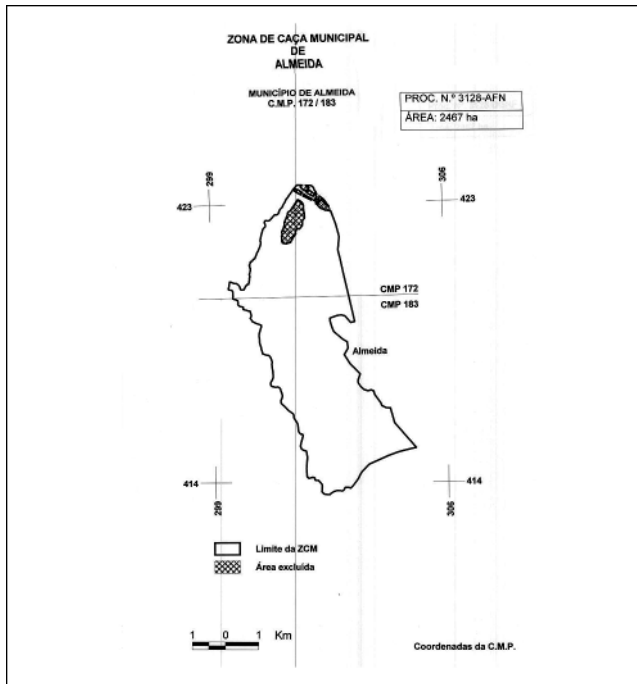 ZONA DE CAÇA MUNICIPAL
DE
ALMEIDA
MUNICÍPIO DE ALMEIDA
C.M.P. 172 / 183
PROC. N.º 3128-AFN
ÁREA: 2467 ha
299
306
423
423
CMP 172
CMP 183
Almeida
414
414
299
306
Limite da ZCM
Área excluída
1 0 1 Km
Coordenadas da C.M.P.